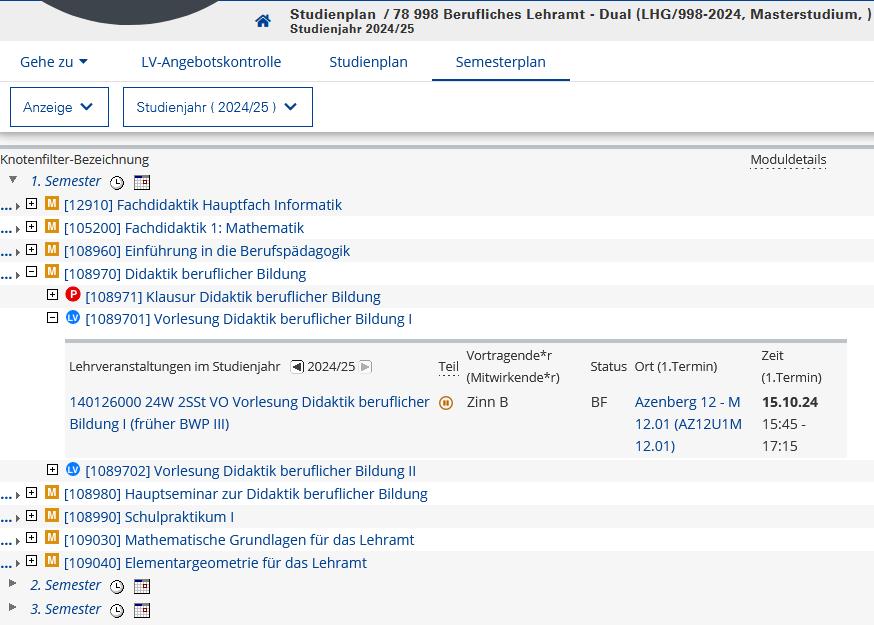 Studienplan / 78 998 Berufliches Lehramt - Dual (LHG/998-2024, Masterstudium, )
Studienjahr 2024/25
Gehe zu LV-Angebotskontrolle Studienplan Semesterplan
Anzeige Studienjahr ( 2024/25 )
Knotenfilter-Bezeichnung Moduldetails
1. Semester
... M [12910] Fachdidaktik Hauptfach Informatik
... M [105200] Fachdidaktik 1: Mathematik
... M [108960] Einführung in die Berufspädagogik
... M [108970] Didaktik beruflicher Bildung
P [108971] Klausur Didaktik beruflicher Bildung
LV [1089701] Vorlesung Didaktik beruflicher Bildung I
Lehrveranstaltungen im Studienjahr 2024/25 Teil Vortragende*r (Mitwirkende*r) Status Ort (1.Termin) Zeit (1.Termin)
140126000 24W 2SSt VO Vorlesung Didaktik beruflicher Zinn B BF Azenberg 12 - M 15.10.24
Bildung I (früher BWP III) 12.01 (AZ12U1M 15:45 -
12.01) 17:15
LV [1089702] Vorlesung Didaktik beruflicher Bildung II
... M [108980] Hauptseminar zur Didaktik beruflicher Bildung
... M [108990] Schulpraktikum I
... M [109030] Mathematische Grundlagen für das Lehramt
... M [109040] Elementargeometrie für das Lehramt
2. Semester
3. Semester